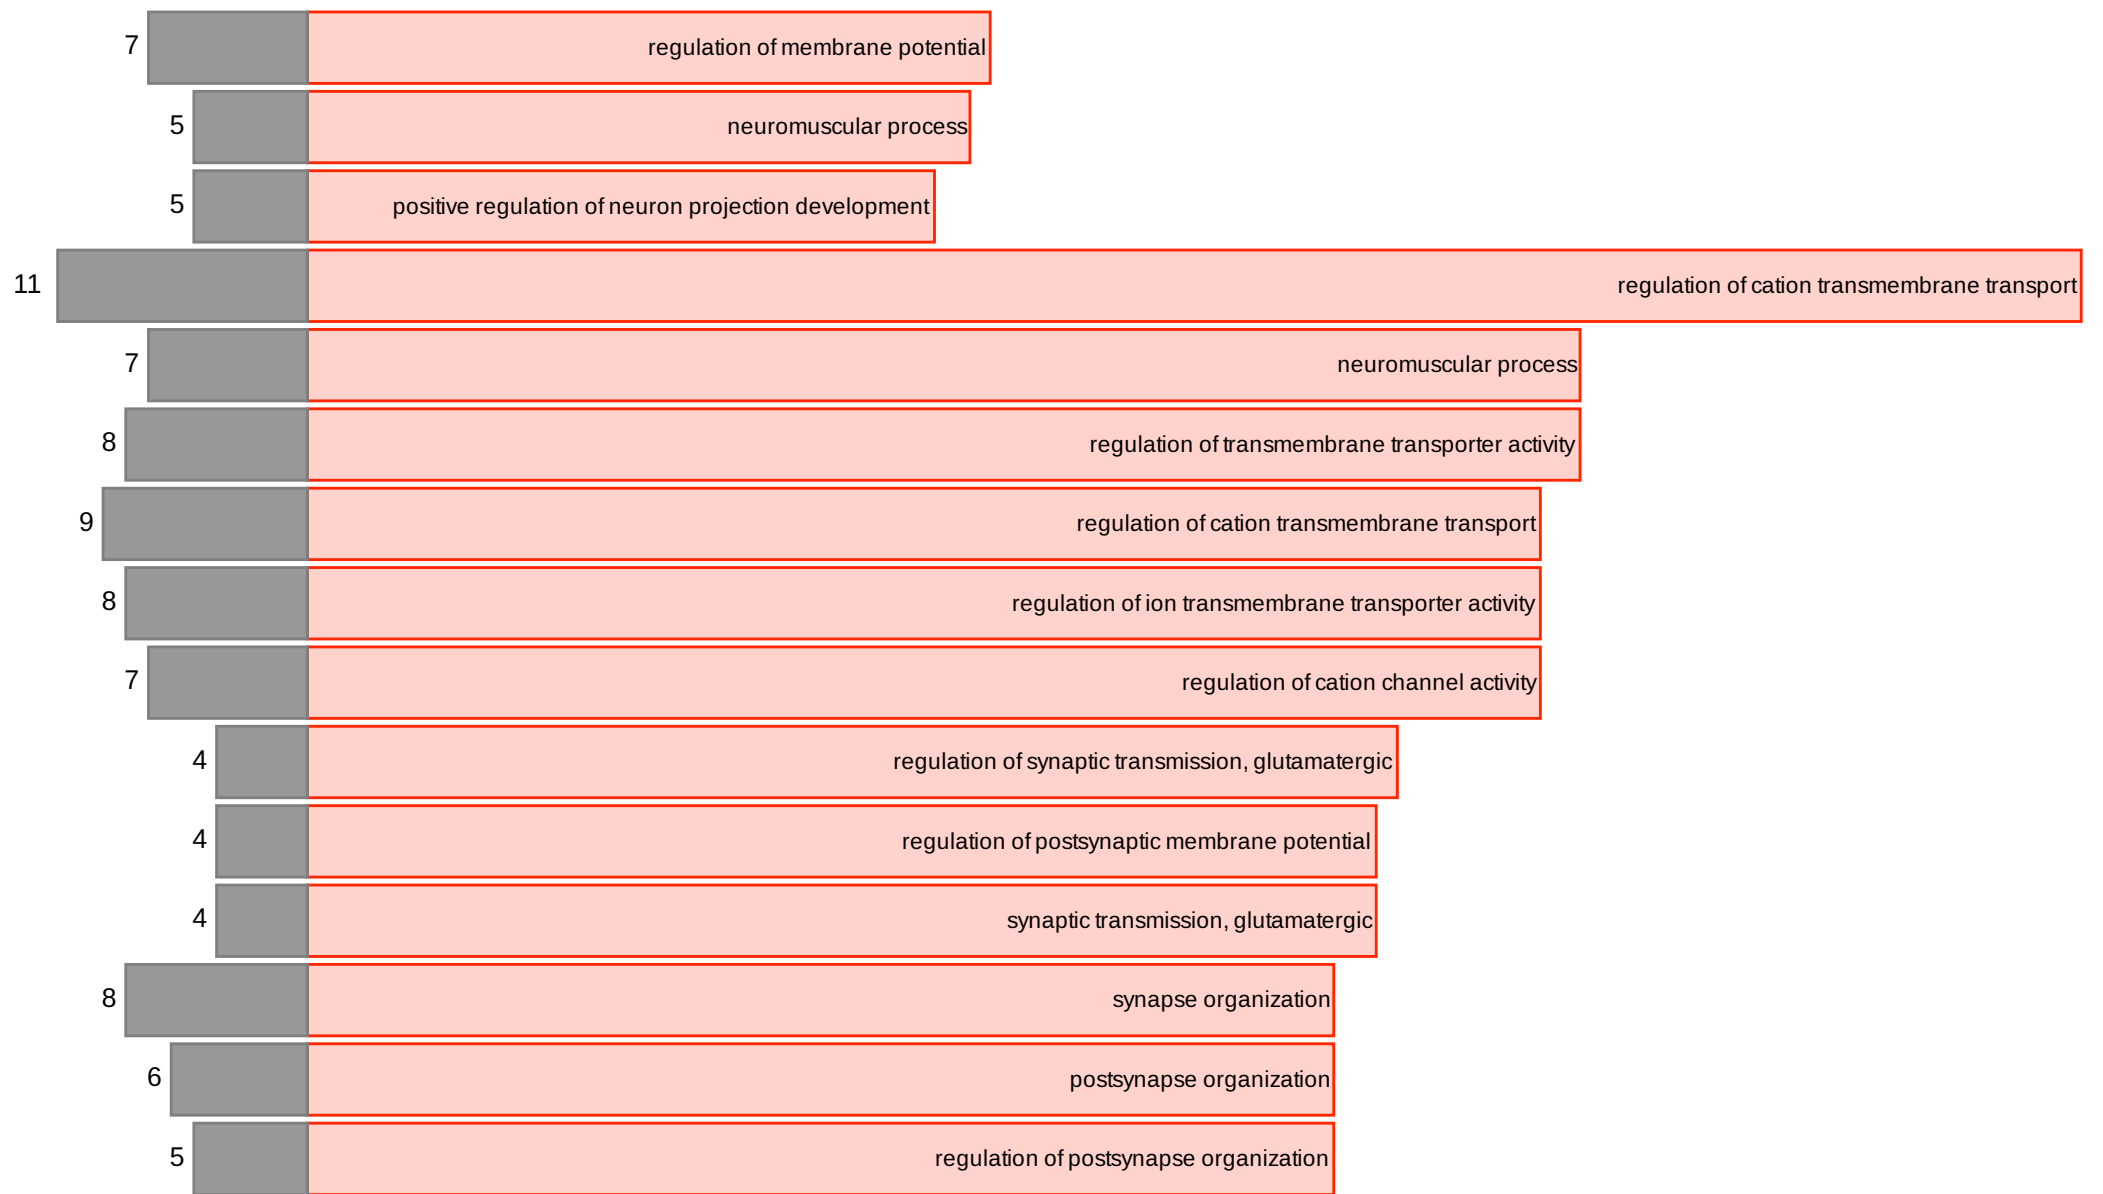 7 regulation of membrane potential
5 neuromuscular process
5 positive regulation of neuron projection development
11 regulation of cation transmembrane transport
7 neuromuscular process
8 regulation of transmembrane transporter activity
9 regulation of cation transmembrane transport
8 regulation of ion transmembrane transporter activity
7 regulation of cation channel activity
4 regulation of synaptic transmission, glutamatergic
4 regulation of postsynaptic membrane potential
4 synaptic transmission, glutamatergic
8 synapse organization
6 postsynapse organization
5 regulation of postsynapse organization